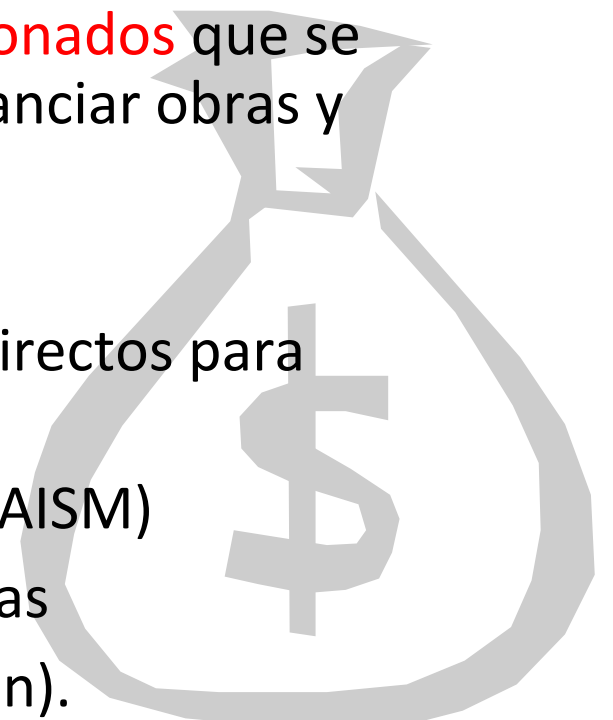 onados que se
anciar obras y
irectos para
AISM)
as
n).
$